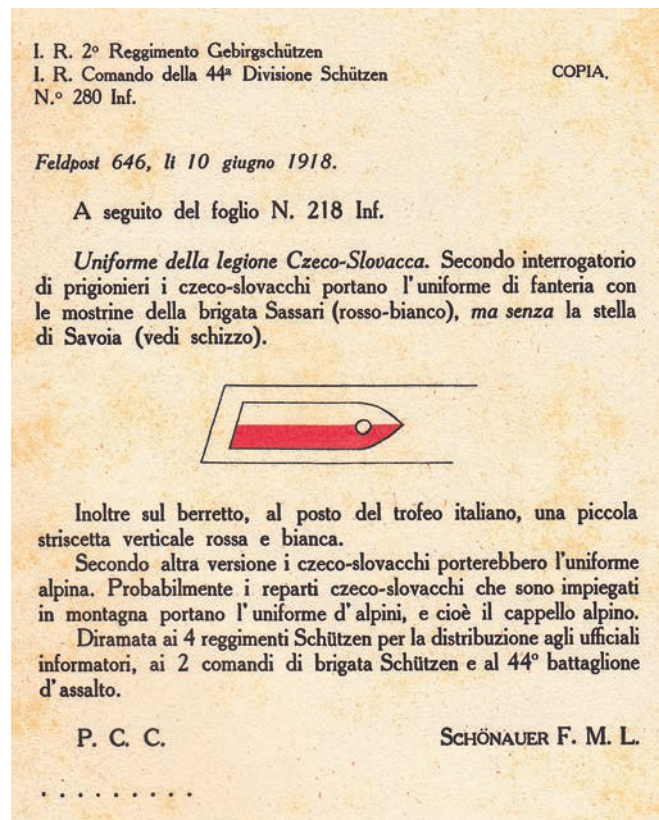 I. R. 2º Reggimento Gebirgschützen
I. R. Comando della 44ª Divisione Schützen
COPIA.
N.º 280 Inf.
Feldpost 646, li 10 giugno 1918.
A seguito del foglio N. 218 Inf.
Uniforme della legione Czeco-Slovacca. Secondo interrogatorio
di prigionieri i czeco-slovacchi portano l'uniforme di fanteria con
le mostrine della brigata Sassari (rosso-bianco), ma senza la stella
di Savoia (vedi schizzo).
Inoltre sul berretto, al posto del trofeo italiano, una piccola
striscetta verticale rossa e bianca.
Secondo altra versione i czeco-slovacchi porterebbero l'uniforme
alpina. Probabilmente i reparti czeco-slovacchi che sono impiegati
in montagna portano l'uniforme d'alpini, e cioè il cappello alpino.
Diramata ai 4 reggimenti Schützen per la distribuzione agli ufficiali
informatori, ai 2 comandi di brigata Schützen e al 44º battaglione
d'assalto.
P. C. C. SCHÖNAUER F. M. L.
. . . . . . . . .